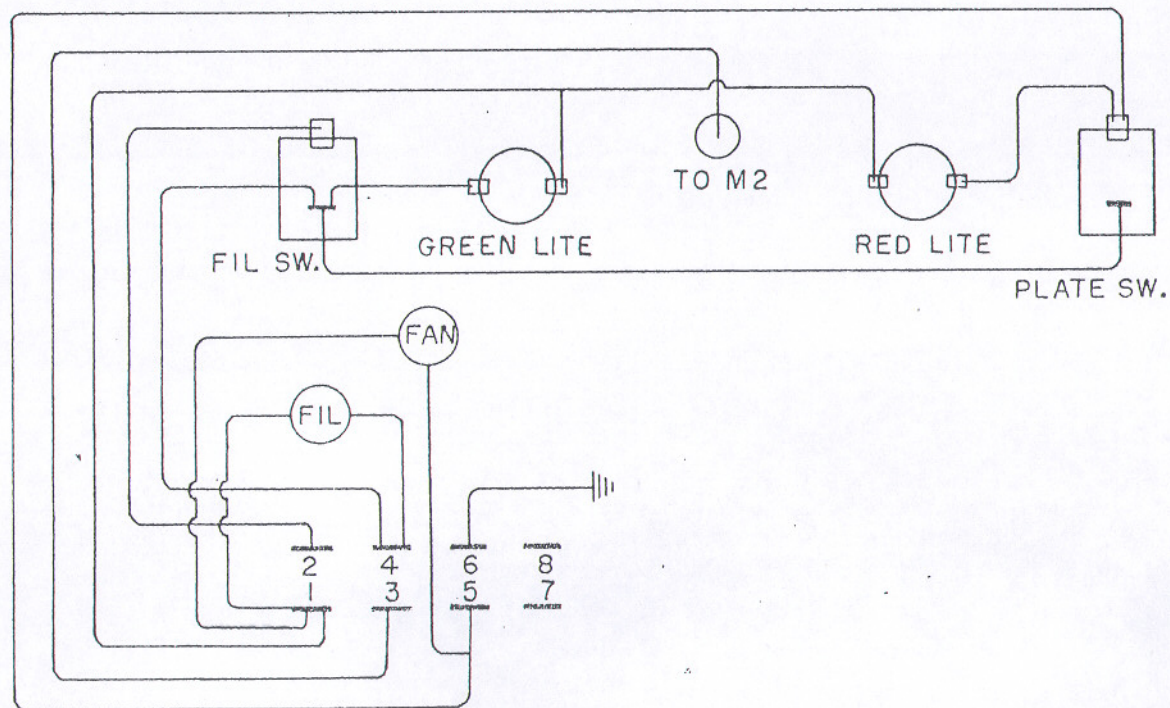 TO M2
GREEN LITE
RED LITE
FIL SW.
PLATE SW.
FAN
FIL
2 4 6 8
1 3 5 7